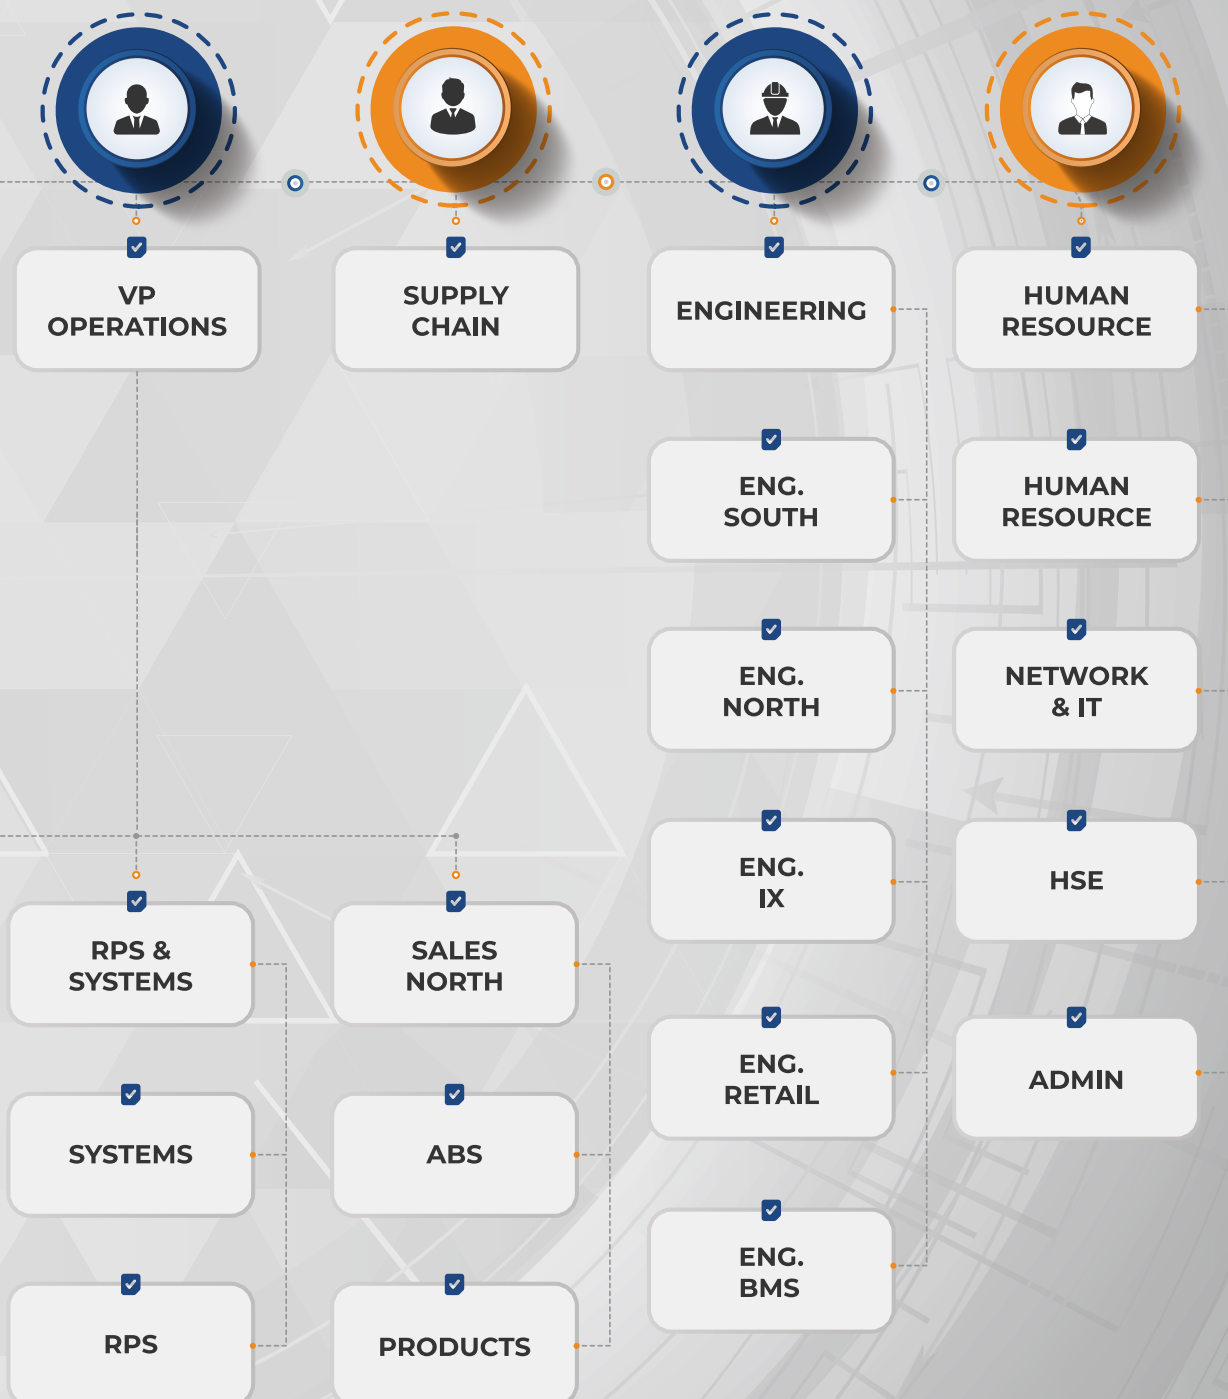 VP
OPERATIONS
SUPPLY
CHAIN
ENGINEERING
HUMAN
RESOURCE
ENG.
SOUTH
HUMAN
RESOURCE
ENG.
NORTH
NETWORK
& IT
ENG.
IX
HSE
RPS &
SYSTEMS
SALES
NORTH
ENG.
RETAIL
ADMIN
SYSTEMS
ABS
ENG.
BMS
RPS
PRODUCTS